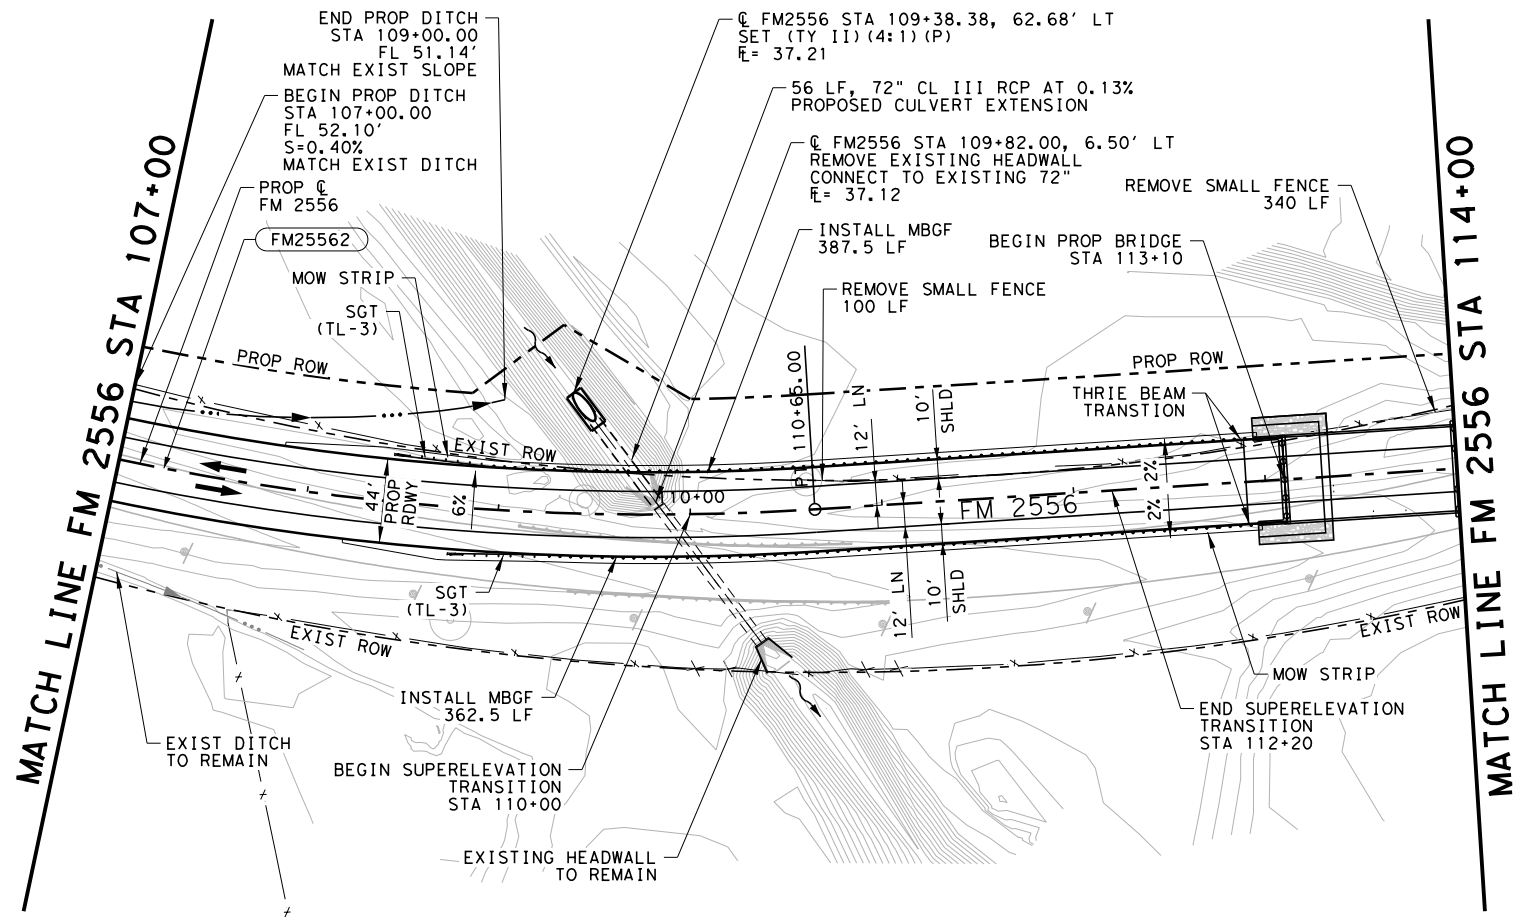 END PROP DITCH
STA 109+00.00
FL 51.14'
MATCH EXIST SLOPE
BEGIN PROP DITCH
STA 107+00.00
FL 52.10'
S=0.40%
MATCH EXIST DITCH
PROP ℄
FM 2556
FM25562
MOW STRIP
SGT
(TL-3)
℄ FM2556 STA 109+38.38, 62.68' LT
SET (TY II)(4:1)(P)
FL= 37.21
56 LF, 72" CL III RCP AT 0.13%
PROPOSED CULVERT EXTENSION
℄ FM2556 STA 109+82.00, 6.50' LT
REMOVE EXISTING HEADWALL
CONNECT TO EXISTING 72"
FL= 37.12
INSTALL MBGF
387.5 LF
REMOVE SMALL FENCE
100 LF
BEGIN PROP BRIDGE
STA 113+10
REMOVE SMALL FENCE
340 LF
MATCH LINE FM 2556 STA 107+00
MATCH LINE FM 2556 STA 114+00
PROP ROW
PROP ROW
THRIE BEAM
TRANSTION
EXIST ROW
44'
PROP
RDWY
6%
110+00
PT 110+65.00
12' LN
10'
SHLD
FM 2556
2%
2%
12' LN
10'
SHLD
SGT
(TL-3)
EXIST ROW
EXIST ROW
INSTALL MBGF
362.5 LF
MOW STRIP
END SUPERELEVATION
TRANSITION
STA 112+20
EXIST DITCH
TO REMAIN
BEGIN SUPERELEVATION
TRANSITION
STA 110+00
EXISTING HEADWALL
TO REMAIN